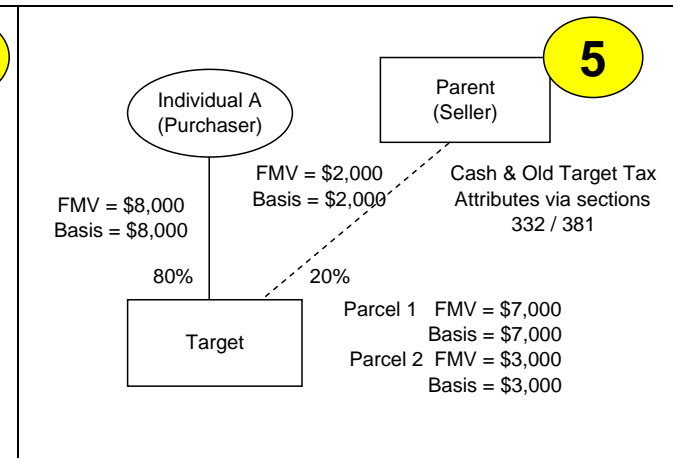 5
Individual A
(Purchaser)
Parent
(Seller)
FMV = $8,000
Basis = $8,000
FMV = $2,000
Basis = $2,000
Cash & Old Target Tax
Attributes via sections
332 / 381
80%
20%
Target
Parcel 1 FMV = $7,000
Basis = $7,000
Parcel 2 FMV = $3,000
Basis = $3,000